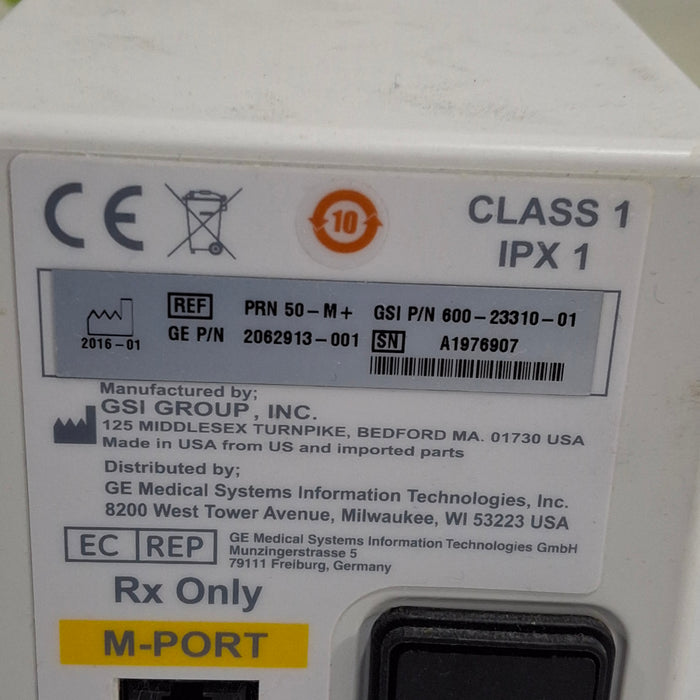 CE
10
CLASS 1
IPX 1
REF PRN 50-M+ GSI P/N 600-23310-01
2016-01 GE P/N 2062913-001 SN A1976907
Manufactured by;
GSI GROUP, INC.
125 MIDDLESEX TURNPIKE, BEDFORD MA. 01730 USA
Made in USA from US and imported parts
Distributed by;
GE Medical Systems Information Technologies, Inc.
8200 West Tower Avenue, Milwaukee, WI 53223 USA
EC REP
GE Medical Systems Information Technologies GmbH
Munzingerstrasse 5
79111 Freiburg, Germany
Rx Only
M-PORT